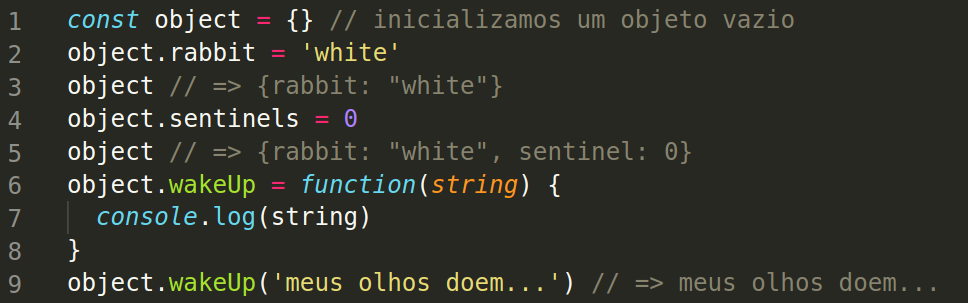 1 const object = {} // inicializamos um objeto vazio
2 object.rabbit = 'white'
3 object // => {rabbit: "white"}
4 object.sentinels = 0
5 object // => {rabbit: "white", sentinel: 0}
6 object.wakeUp = function(string) {
7 console.log(string)
8 }
9 object.wakeUp('meus olhos doem...') // => meus olhos doem...